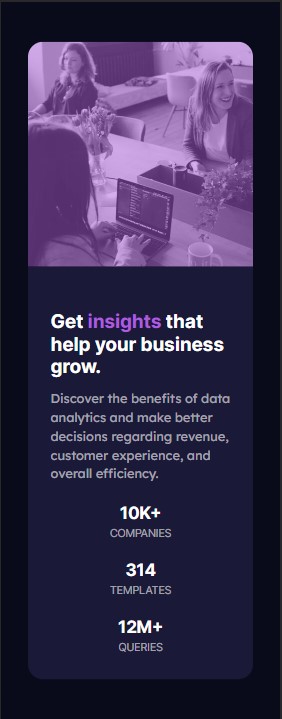 Get insights that
help your business
grow.
Discover the benefits of data
analytics and make better
decisions regarding revenue,
customer experience, and
overall efficiency.
10K+
COMPANIES
314
TEMPLATES
12M+
QUERIES